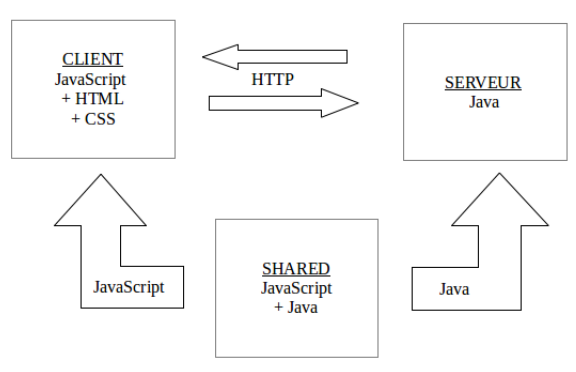 CLIENT
JavaScript
+ HTML
+ CSS
HTTP
SERVEUR
Java
JavaScript
SHARED
JavaScript
+ Java
Java